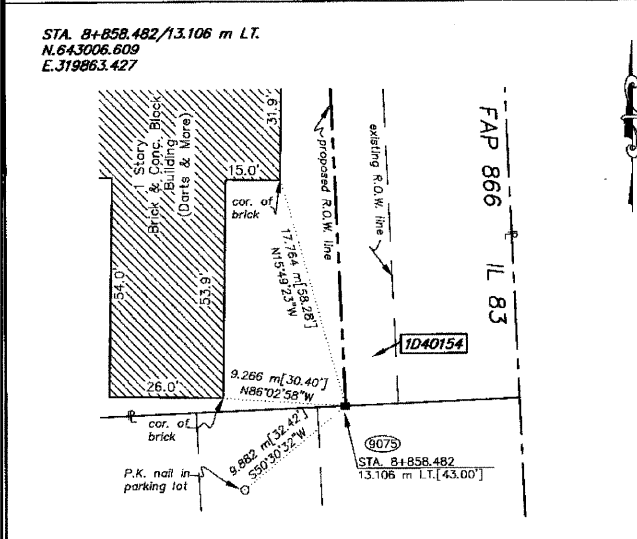 STA. 8+858.482/13.106 m LT.
N.643006.609
E.319863.427
31.9'
1 Story
Brick & Conc. Block
Building
(Darts & More)
15.0'
cor. of
brick
proposed R.O.W. line
existing R.O.W. line
FAP 866 IL 83
17.764 m[58.28']
N15°49'23"W
54.0'
53.9'
1D40154
26.0'
9.266 m[30.40']
N86°02'58"W
cor. of
brick
9.882 m[32.42']
S50°30'32"W
P.K. nail in
parking lot
9075
STA. 8+858.482
13.106 m LT.[43.00']